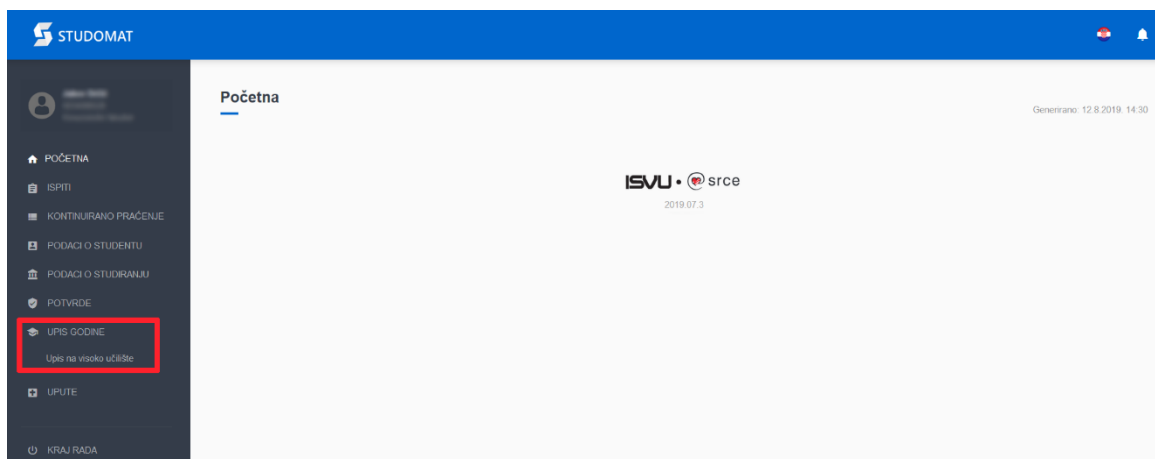 STUDOMAT
Početna
Generirano: 12.8.2019. 14:30
POČETNA
ISPITI
KONTINUIRANO PRAĆENJE
PODACI O STUDENTU
PODACI O STUDIRANJU
POTVRDE
UPIS GODINE
Upis na visoko učilište
UPUTE
KRAJ RADA
ISVU • srce
2019.07.3